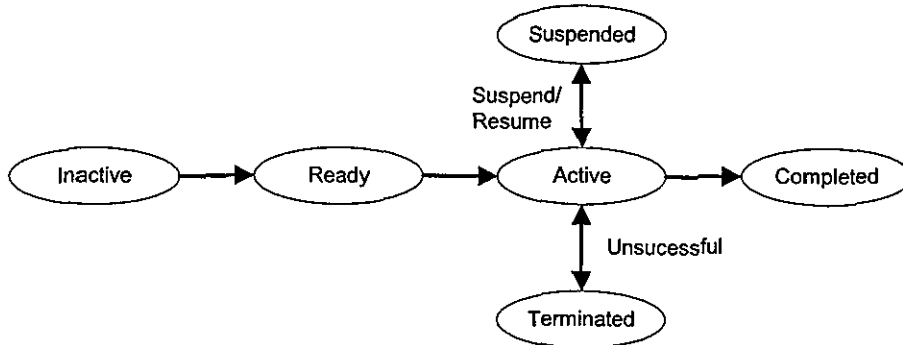 Suspended
Suspend/
Resume
Inactive
Ready
Active
Completed
Unsucessful
Terminated